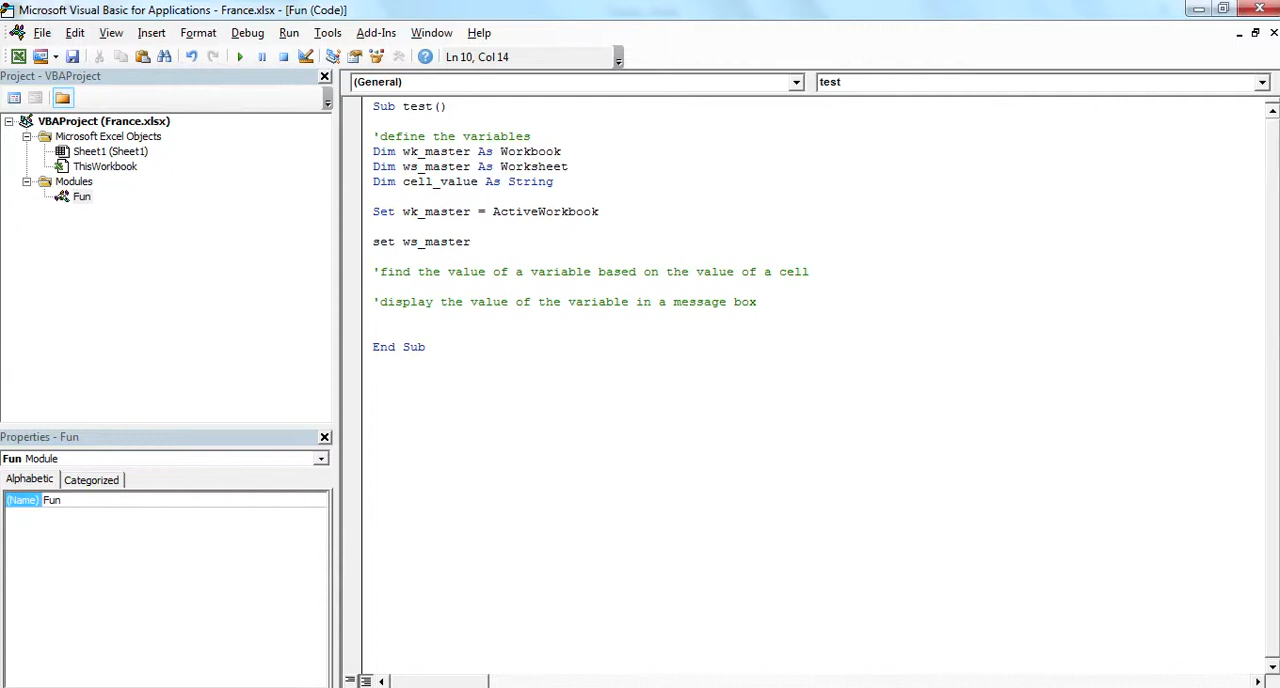 Microsoft Visual Basic for Applications - France.xlsx - [Fun (Code)]
File Edit View Insert Format Debug Run Tools Add-Ins Window Help
Ln 10, Col 14
Project - VBAProject
(General) test
VBAProject (France.xlsx)
Microsoft Excel Objects
Sheet1 (Sheet1)
ThisWorkbook
Modules
Fun
Sub test()
'define the variables
Dim wk_master As Workbook
Dim ws_master As Worksheet
Dim cell_value As String
Set wk_master = ActiveWorkbook
set ws_master
'find the value of a variable based on the value of a cell
'display the value of the variable in a message box
End Sub
Properties - Fun
Fun Module
Alphabetic Categorized
(Name) Fun